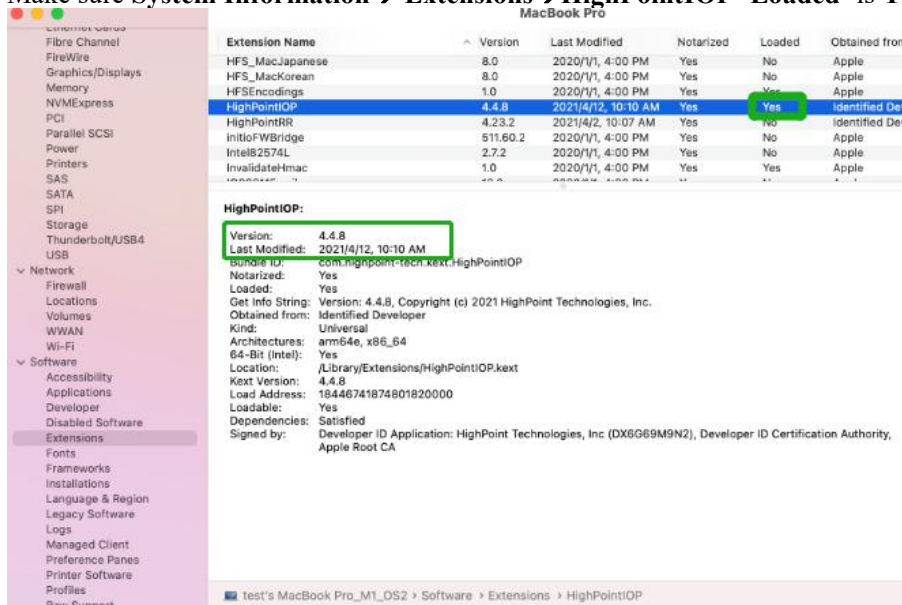 Make sure System Information → Extensions → HighPointIOP "Loaded" is
MacBook Pro
Ethernet Cards
Fibre Channel
FireWire
Graphics/Displays
Memory
NVMExpress
PCI
Parallel SCSI
Power
Printers
SAS
SATA
SPI
Storage
Thunderbolt/USB4
USB
Network
Firewall
Locations
Volumes
WWAN
Wi-Fi
Software
Accessibility
Applications
Developer
Disabled Software
Extensions
Fonts
Frameworks
Installations
Language & Region
Legacy Software
Logs
Managed Client
Preference Panes
Printer Software
Profiles
Extension Name Version Last Modified Notarized Loaded Obtained from
HFS_MacJapanese 8.0 2020/1/1, 4:00 PM Yes No Apple
HFS_MacKorean 8.0 2020/1/1, 4:00 PM Yes No Apple
HFSEncodings 1.0 2020/1/1, 4:00 PM Yes Yes Apple
HighPointIOP 4.4.8 2021/4/12, 10:10 AM Yes Yes Identified De
HighPointRR 4.23.2 2021/4/2, 10:07 AM Yes No Identified De
initioFWBridge 511.60.2 2020/1/1, 4:00 PM Yes No Apple
Intel82574L 2.7.2 2020/1/1, 4:00 PM Yes No Apple
InvalidateHmac 1.0 2020/1/1, 4:00 PM Yes Yes Apple
HighPointIOP:
Version: 4.4.8
Last Modified: 2021/4/12, 10:10 AM
Bundle ID: com.highpoint-tech.kext.HighPointIOP
Notarized: Yes
Loaded: Yes
Get Info String: Version: 4.4.8, Copyright (c) 2021 HighPoint Technologies, Inc.
Obtained from: Identified Developer
Kind: Universal
Architectures: arm64e, x86_64
64-Bit (Intel): Yes
Location: /Library/Extensions/HighPointIOP.kext
Kext Version: 4.4.8
Load Address: 18446741874801820000
Loadable: Yes
Dependencies: Satisfied
Signed by: Developer ID Application: HighPoint Technologies, Inc (DX6G69M9N2), Developer ID Certification Authority,
Apple Root CA
test's MacBook Pro_M1_OS2 › Software › Extensions › HighPointIOP